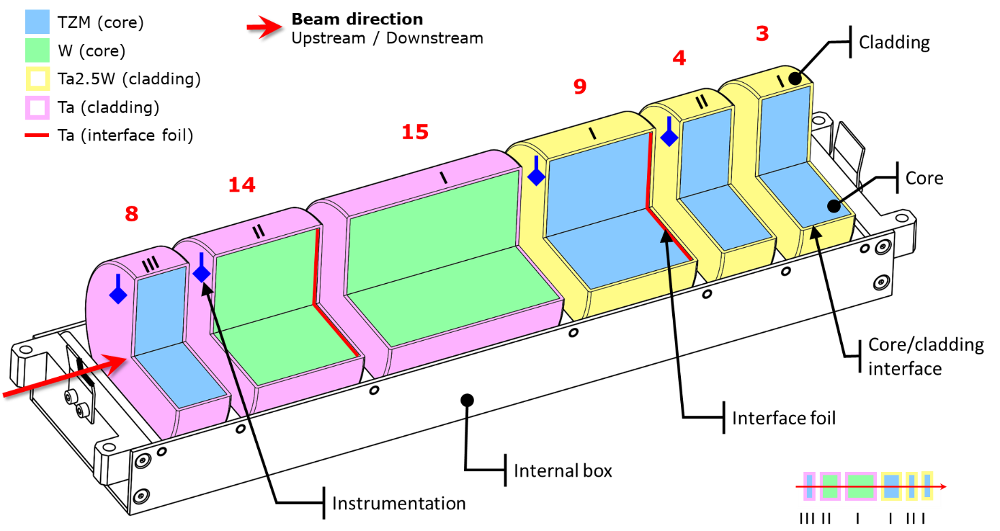 TZM (core)
W (core)
Ta2.5W (cladding)
Ta (cladding)
Ta (interface foil)
Beam direction
Upstream / Downstream
8
14
15
9
4
3
III
II
I
I
II
I
Cladding
Core
Core/cladding
interface
Interface foil
Internal box
Instrumentation
III II I I II I